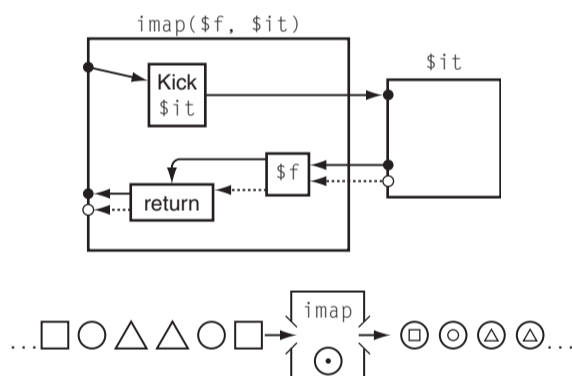 imap($f, $it)
$it
Kick
$it
$f
return
imap
...
...